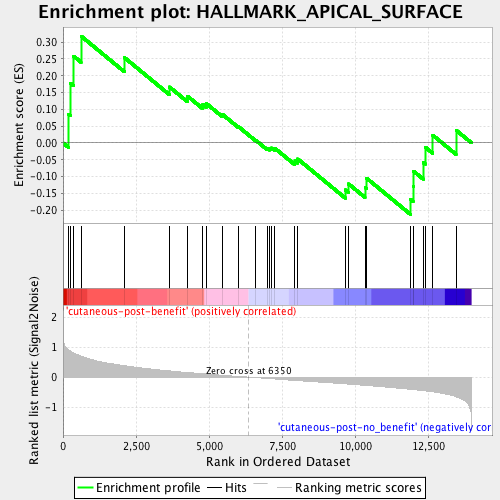 Enrichment plot: HALLMARK_APICAL_SURFACE
Enrichment score (ES)
0.30
0.25
0.20
0.15
0.10
0.05
0.00
-0.05
-0.10
-0.15
-0.20
'cutaneous-post-benefit' (positively correlated)
Ranked list metric (Signal2Noise)
2
1
0
-1
Zero cross at 6350
'cutaneous-post-no_benefit' (negatively cor
0
2,500
5,000
7,500
10,000
12,500
Rank in Ordered Dataset
Enrichment profile
Hits
Ranking metric scores